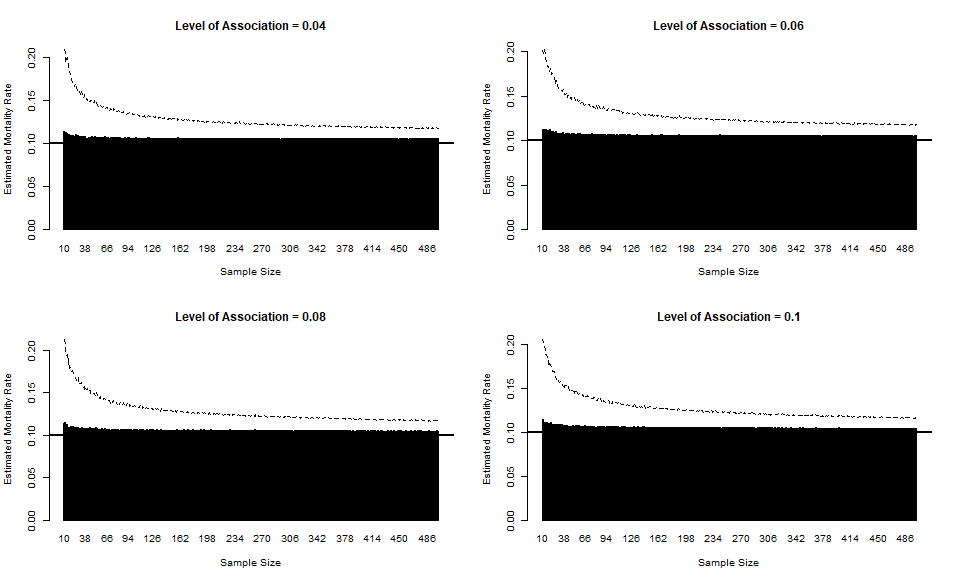 Level of Association = 0.04
Estimated Mortality Rate
0.20
0.15
0.10
0.05
0.00
10 38 66 94 126 162 198 234 270 306 342 378 414 450 486
Sample Size
Level of Association = 0.06
Estimated Mortality Rate
0.20
0.15
0.10
0.05
0.00
10 38 66 94 126 162 198 234 270 306 342 378 414 450 486
Sample Size
Level of Association = 0.08
Estimated Mortality Rate
0.20
0.15
0.10
0.05
0.00
10 38 66 94 126 162 198 234 270 306 342 378 414 450 486
Sample Size
Level of Association = 0.1
Estimated Mortality Rate
0.20
0.15
0.10
0.05
0.00
10 38 66 94 126 162 198 234 270 306 342 378 414 450 486
Sample Size